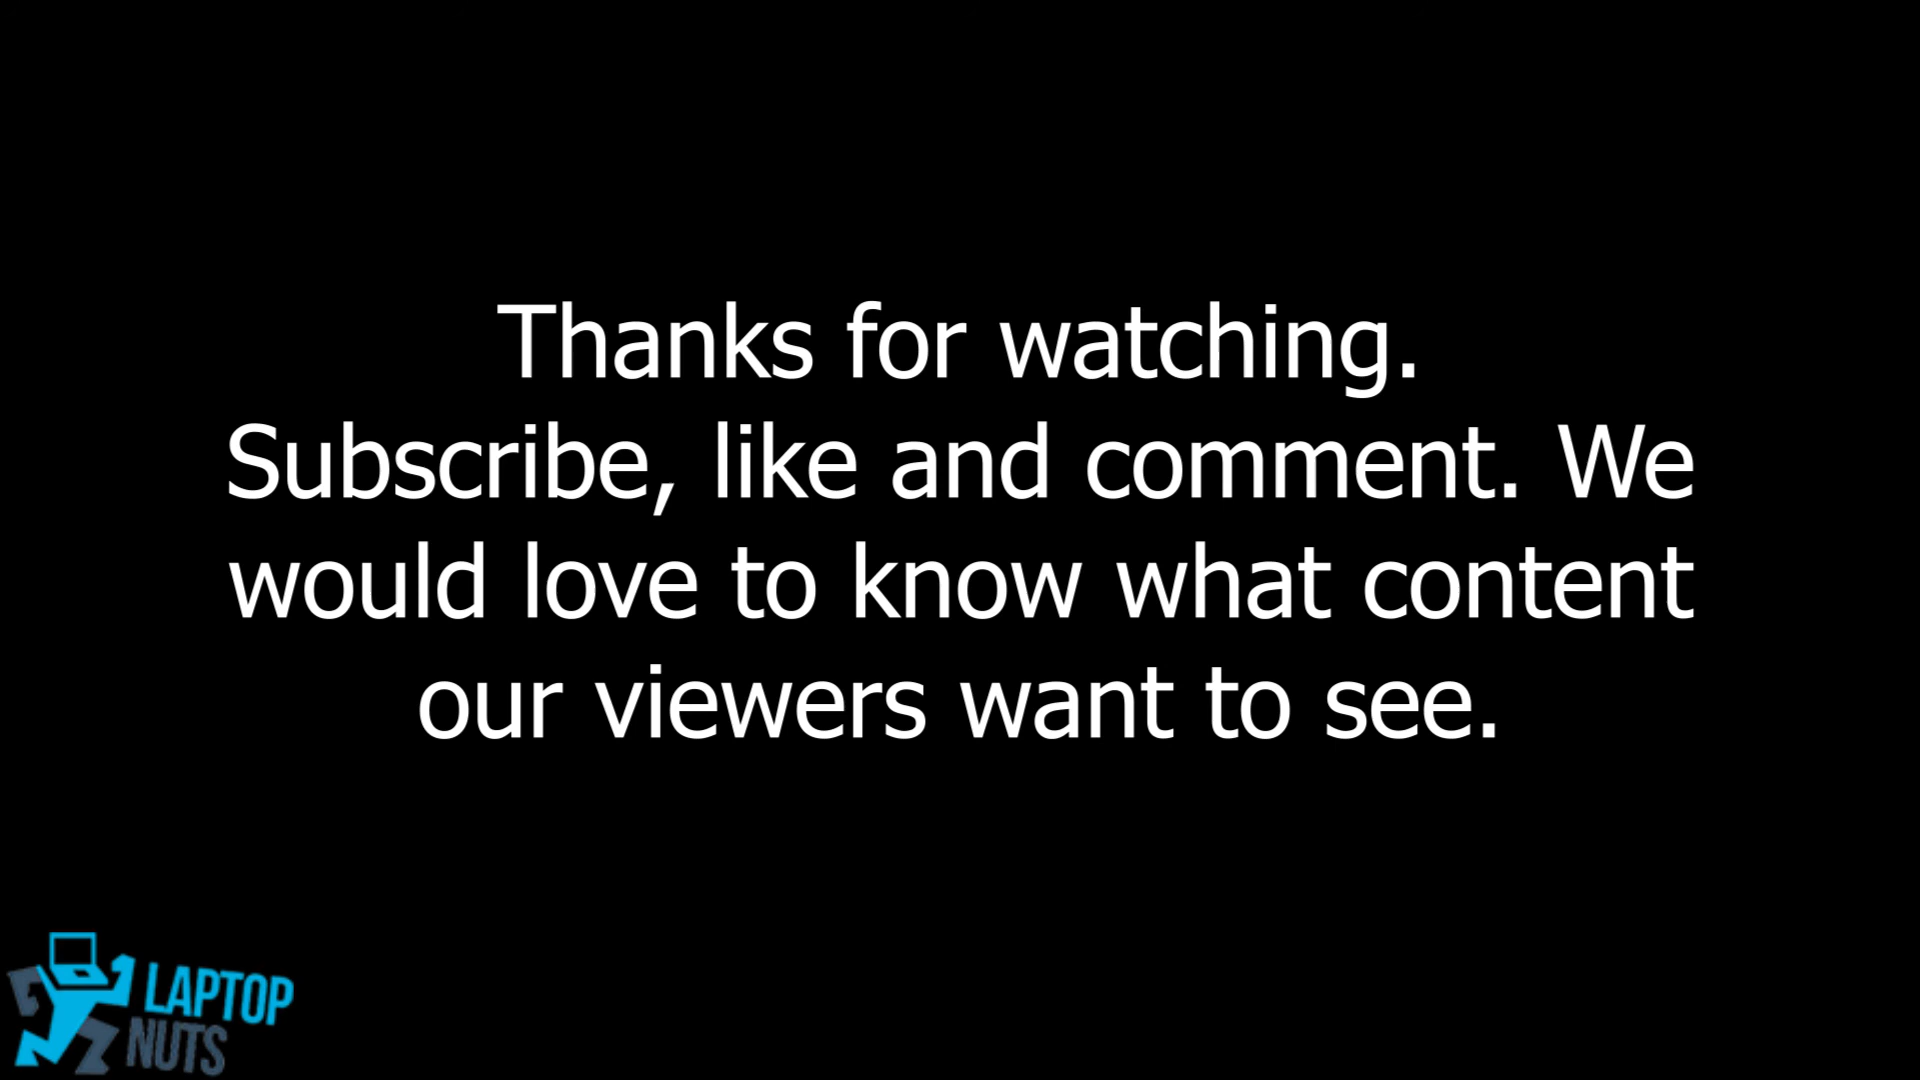 Thanks for watching.
Subscribe, like and comment. We
would love to know what content
our viewers want to see.
LAPTOP
NUTS